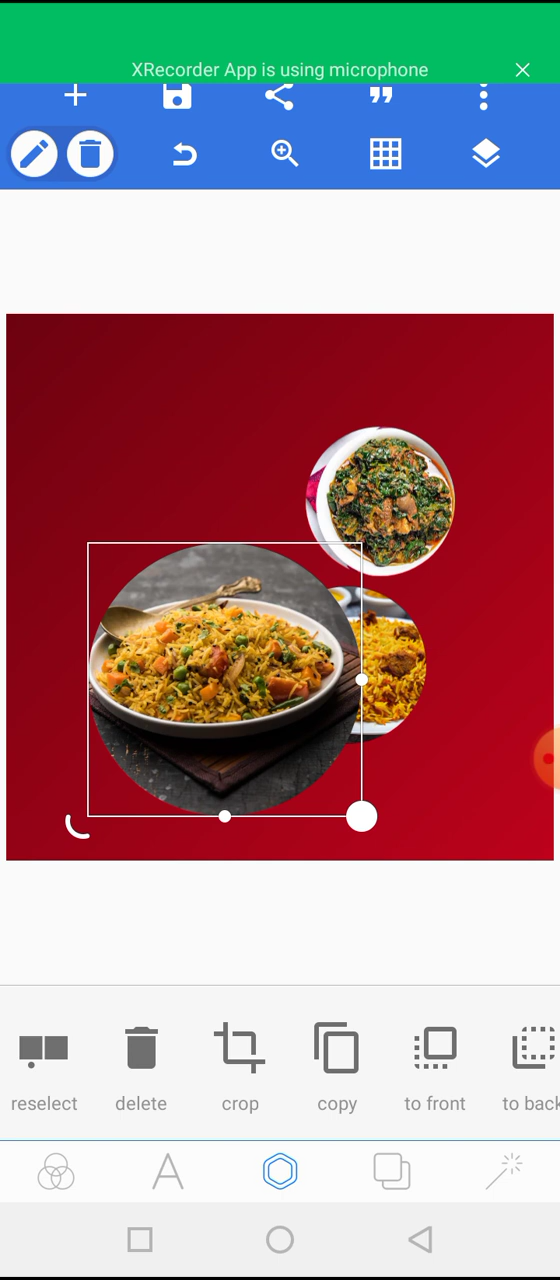 XRecorder App is using microphone
reselect
delete
crop
copy
to front
to back